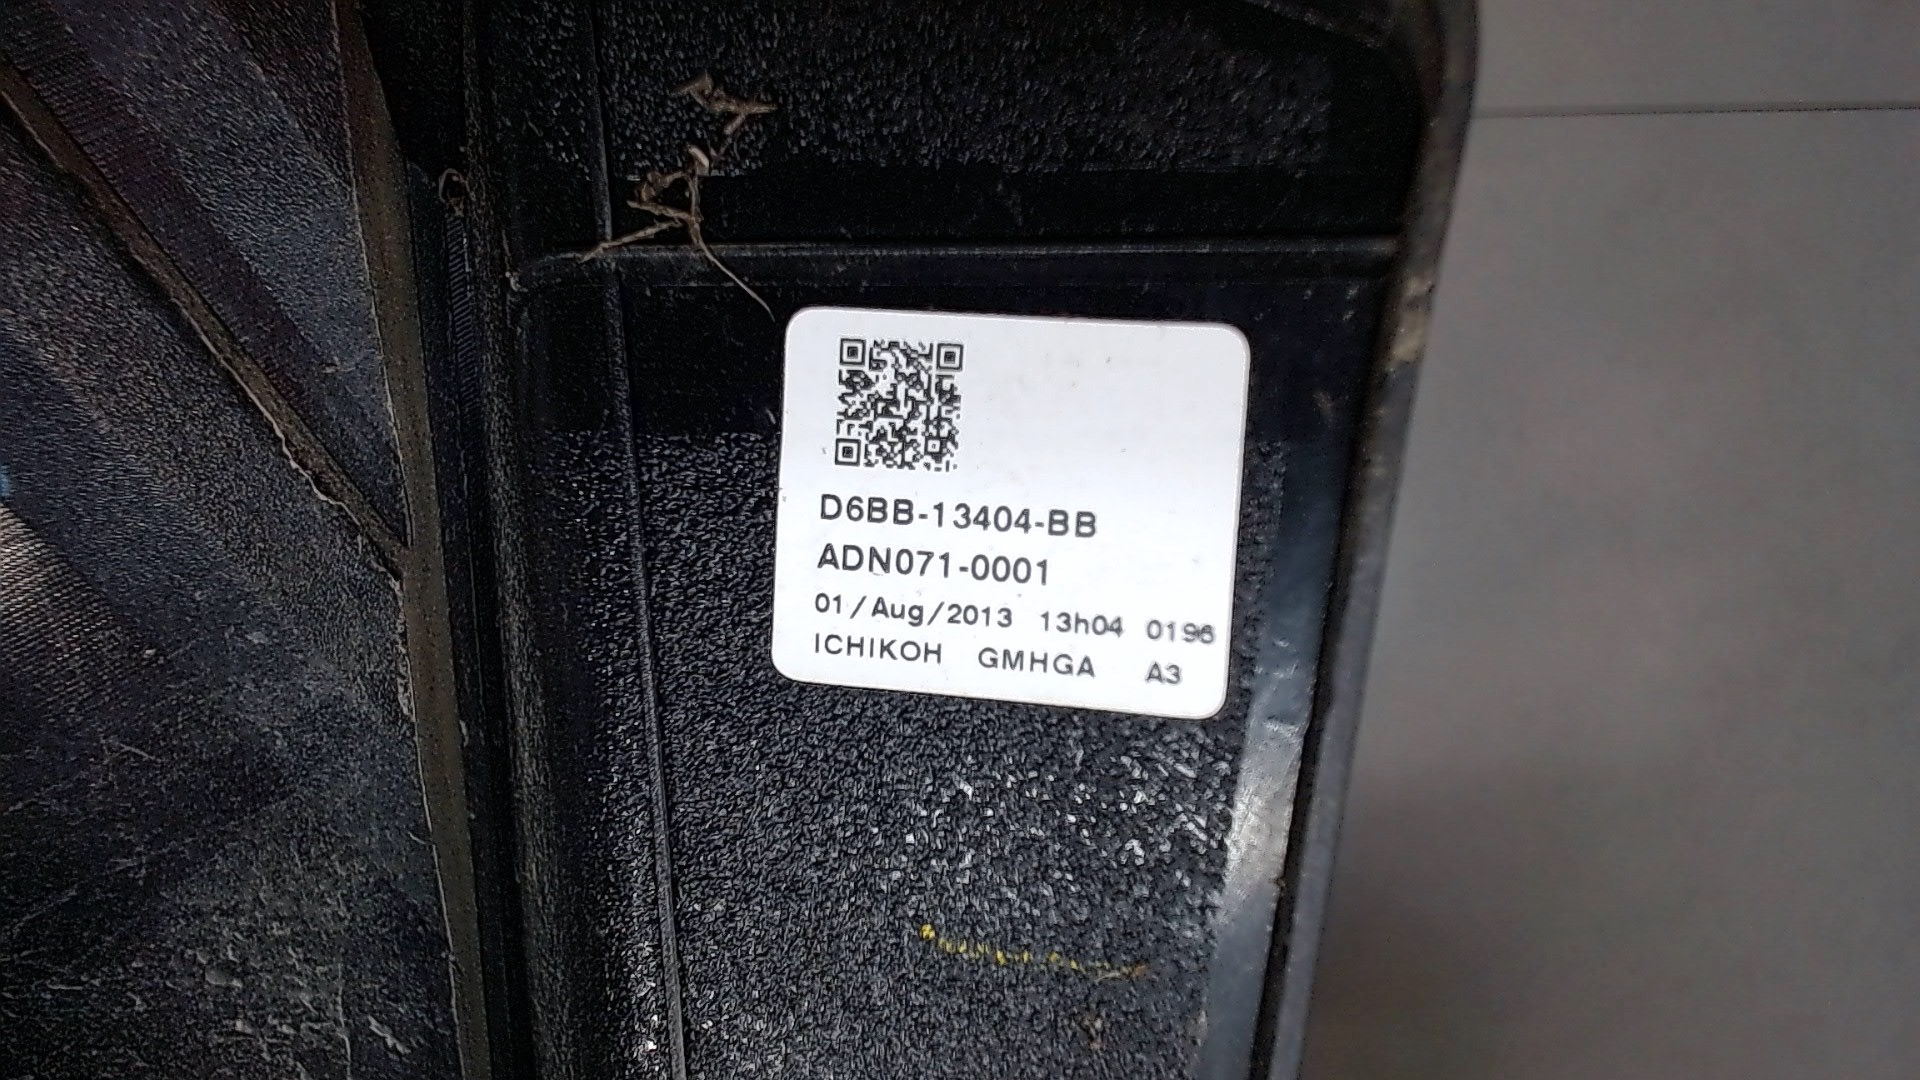 D6BB-13404-BB
ADN071-0001
01/Aug/2013 13h04 0196
ICHIKOH GMHGA A3